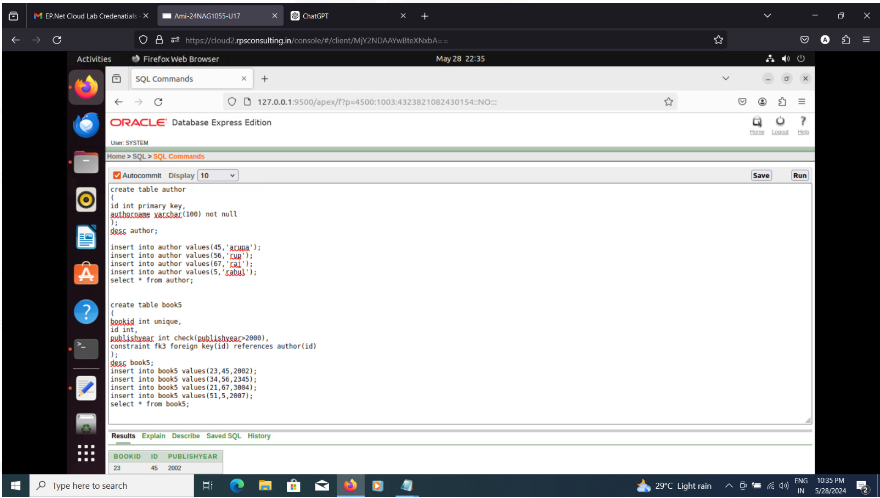 EP.Net Cloud Lab Credenatials - X
Ami-24NAG1055-U17
ChatGPT
https://cloud2.rpsconsulting.in/console/#/client/MjY2NDAAYwBteXNxbA==
Activities
Firefox Web Browser
May 28 22:35
SQL Commands
127.0.0.1:9500/apex/f?p=4500:1003:4323821082430154::NO:::
ORACLE Database Express Edition
Home Logout Help
User: SYSTEM
Home > SQL > SQL Commands
Autocommit Display 10
Save Run
create table author
(
id int primary key,
authorname varchar(100) not null
);
desc author;
insert into author values(45,'arupa');
insert into author values(56,'rup');
insert into author values(67,'raj');
insert into author values(5,'rahul');
select * from author;
create table book5
(
bookid int unique,
id int,
publishyear int check(publishyear>2000),
constraint fk3 foreign key(id) references author(id)
);
desc book5;
insert into book5 values(23,45,2002);
insert into book5 values(34,56,2345);
insert into book5 values(21,67,3004);
insert into book5 values(51,5,2007);
select * from book5;
Results Explain Describe Saved SQL History
BOOKID ID PUBLISHYEAR
23 45 2002
Type here to search
29°C Light rain
ENG
IN
10:35 PM
5/28/2024